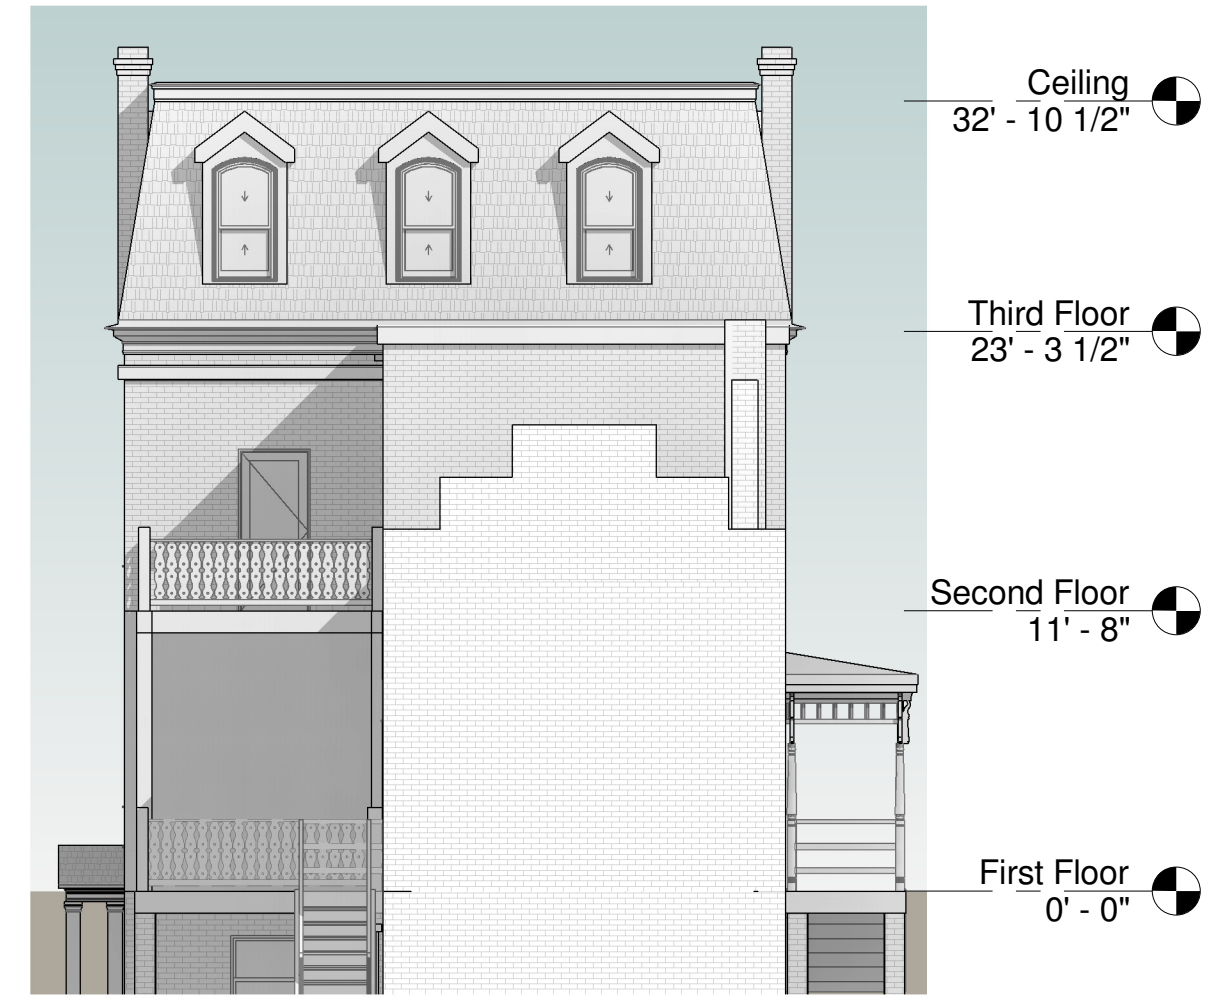 Ceiling
32' - 10 1/2"
Third Floor
23' - 3 1/2"
Second Floor
11' - 8"
First Floor
0' - 0"